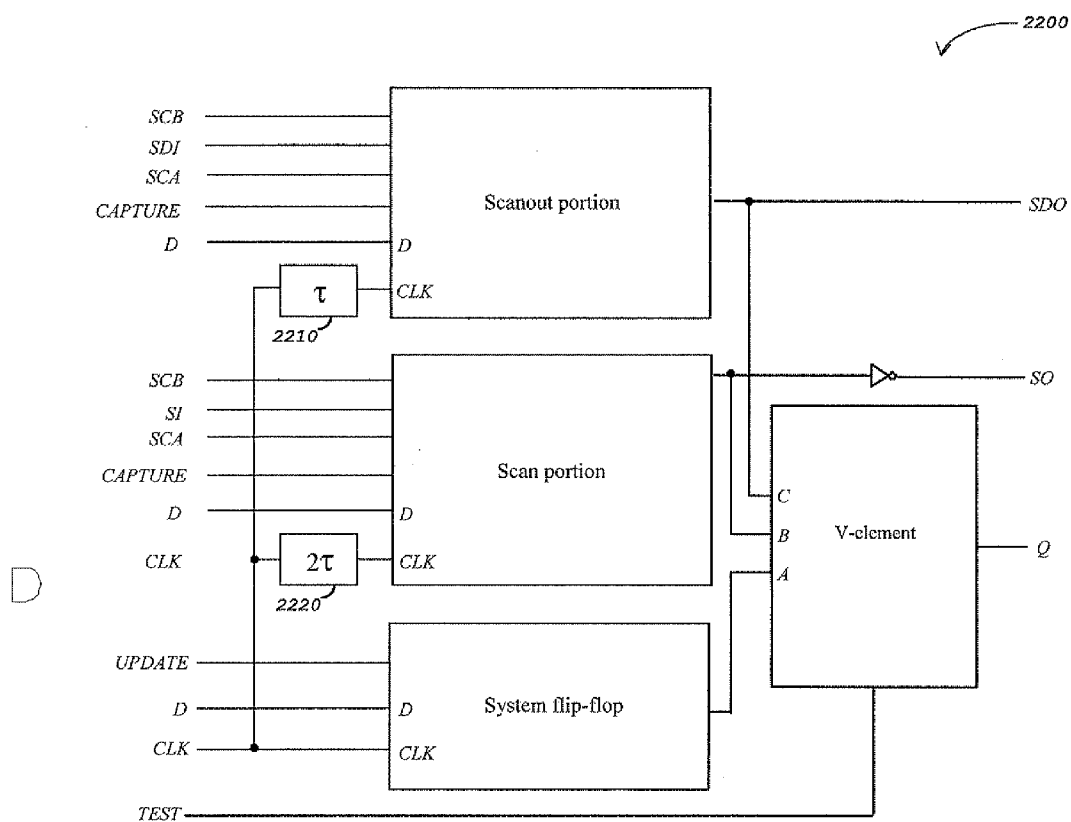 2200
SCB
SDI
SCA
CAPTURE
D
D
CLK
Scanout portion
SDO
τ
2210
SCB
SI
SCA
CAPTURE
D
D
CLK
CLK
Scan portion
SO
2τ
2220
C
B
A
V-element
Q
UPDATE
D
D
CLK
CLK
System flip-flop
TEST